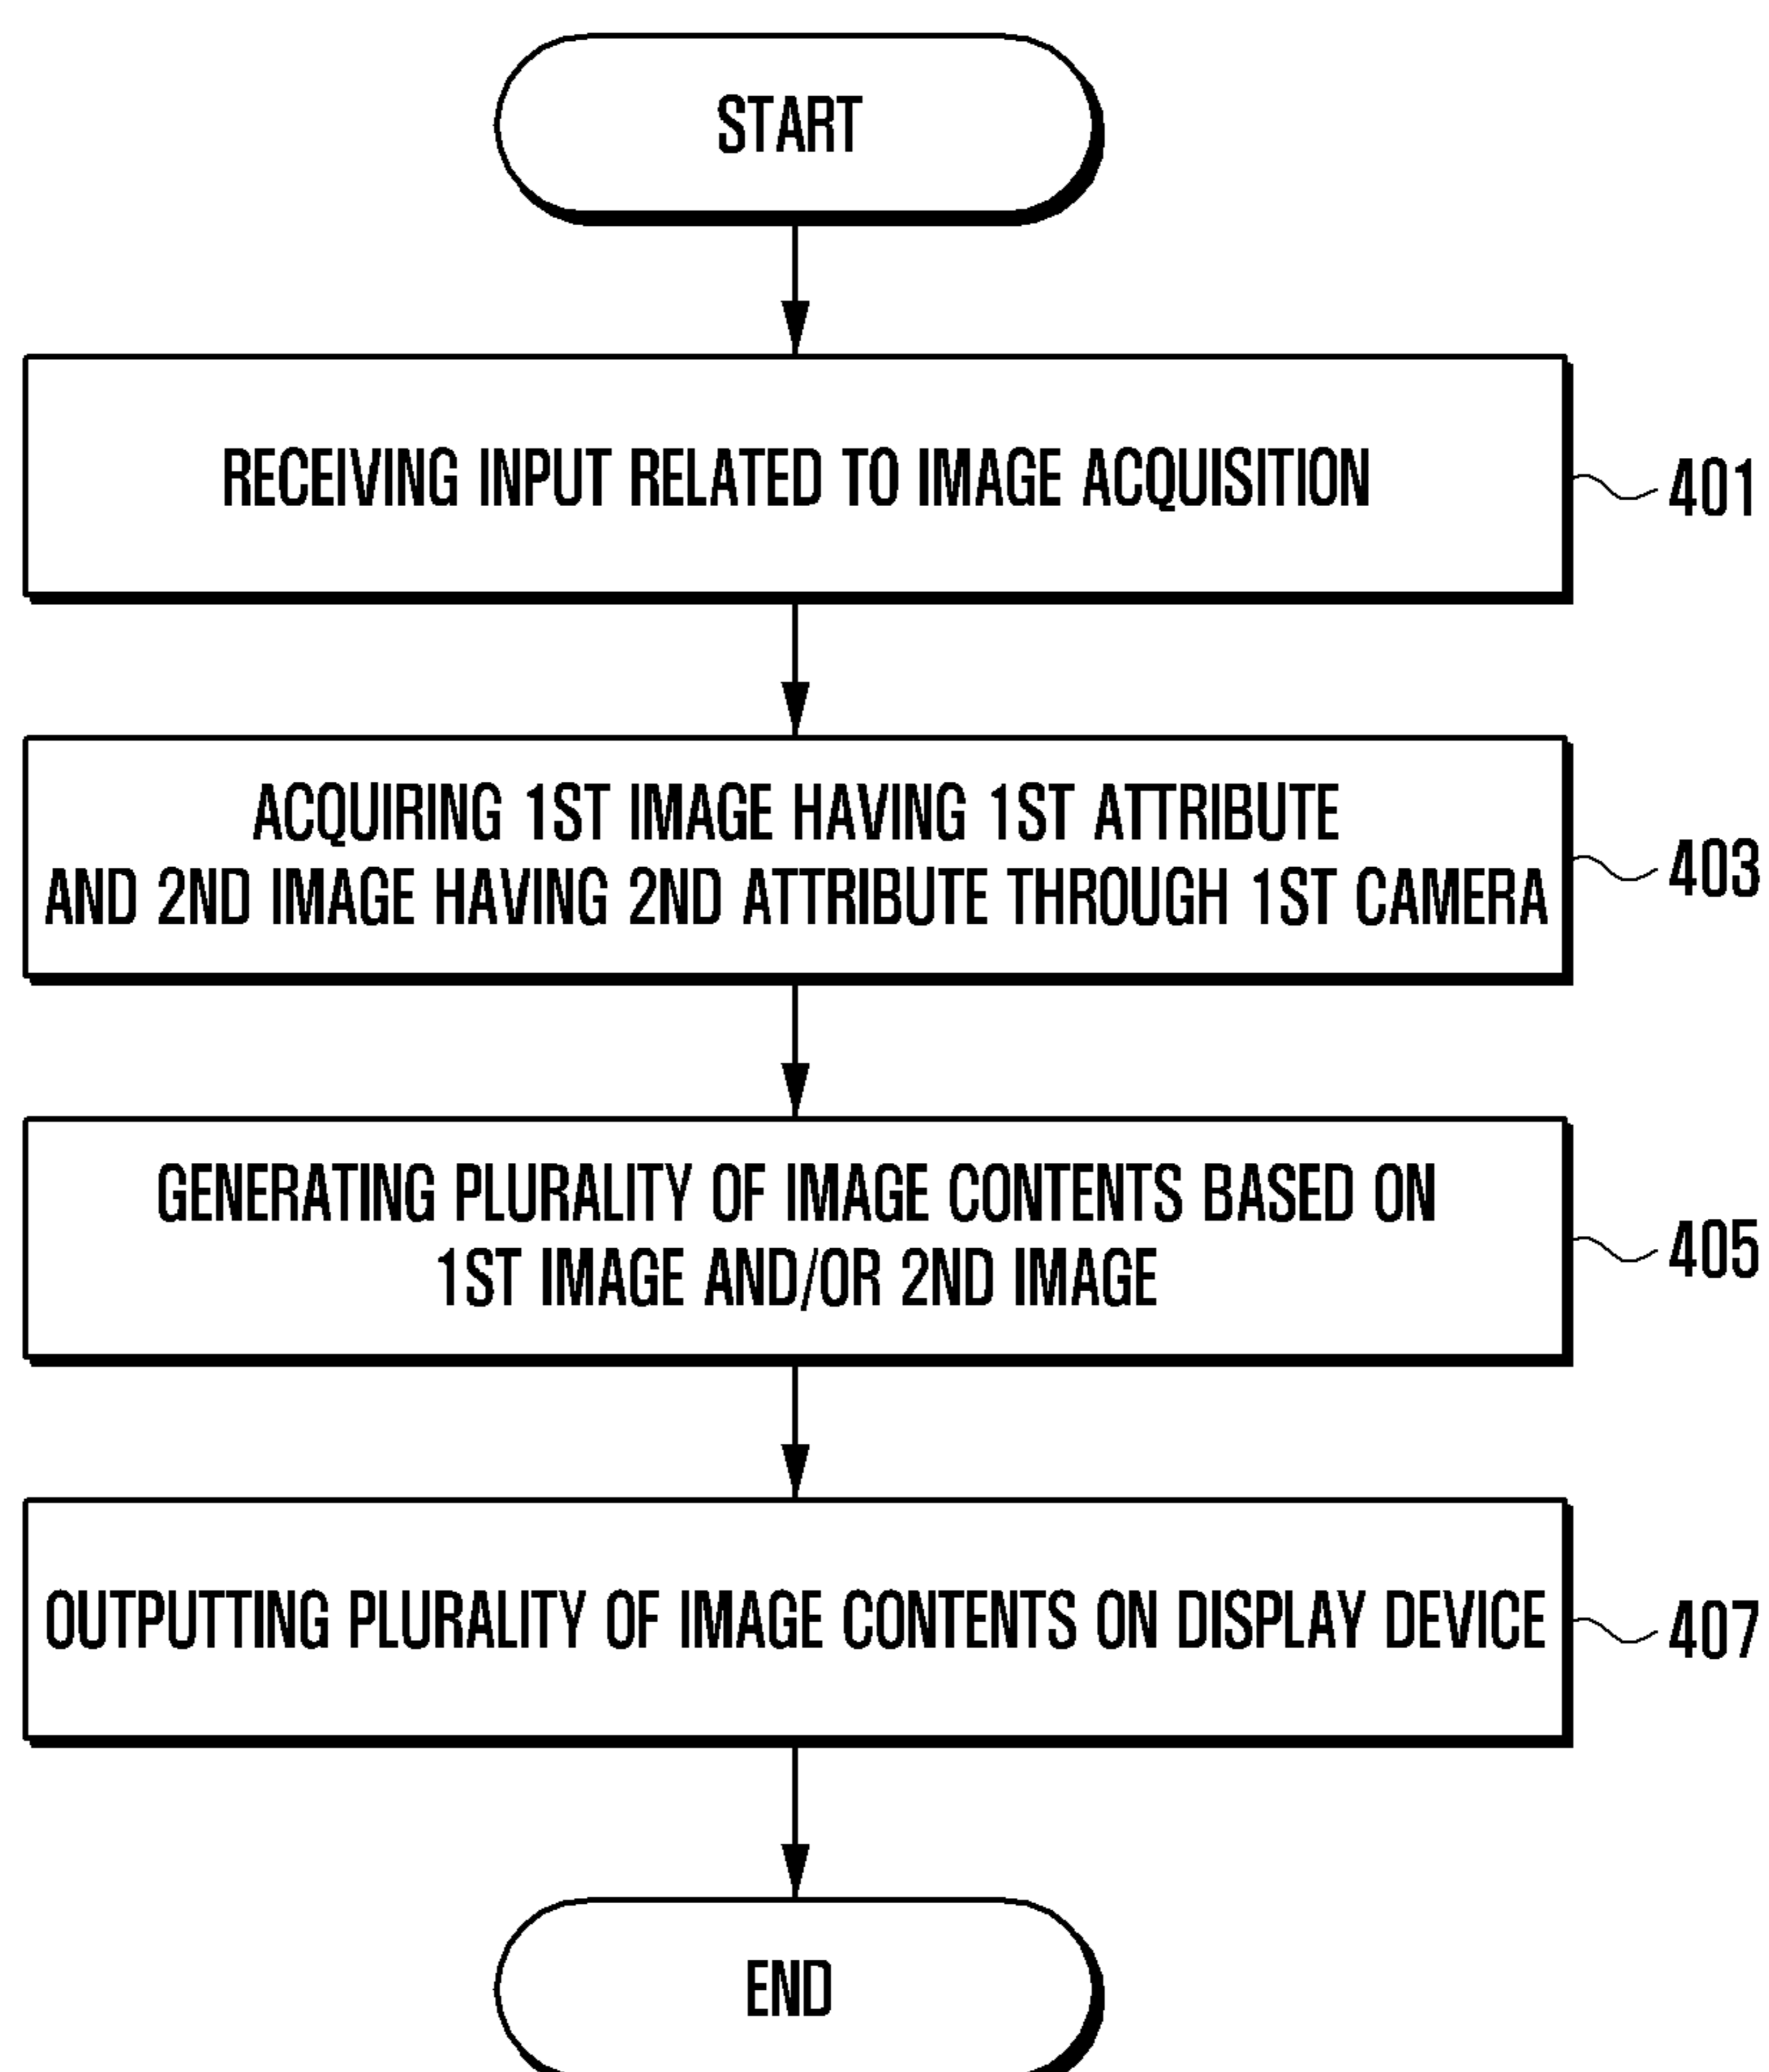 START
RECEIVING INPUT RELATED TO IMAGE ACQUISITION
401
ACQUIRING 1ST IMAGE HAVING 1ST ATTRIBUTE
AND 2ND IMAGE HAVING 2ND ATTRIBUTE THROUGH 1ST CAMERA
403
GENERATING PLURALITY OF IMAGE CONTENTS BASED ON
1ST IMAGE AND/OR 2ND IMAGE
405
OUTPUTTING PLURALITY OF IMAGE CONTENTS ON DISPLAY DEVICE
407
END